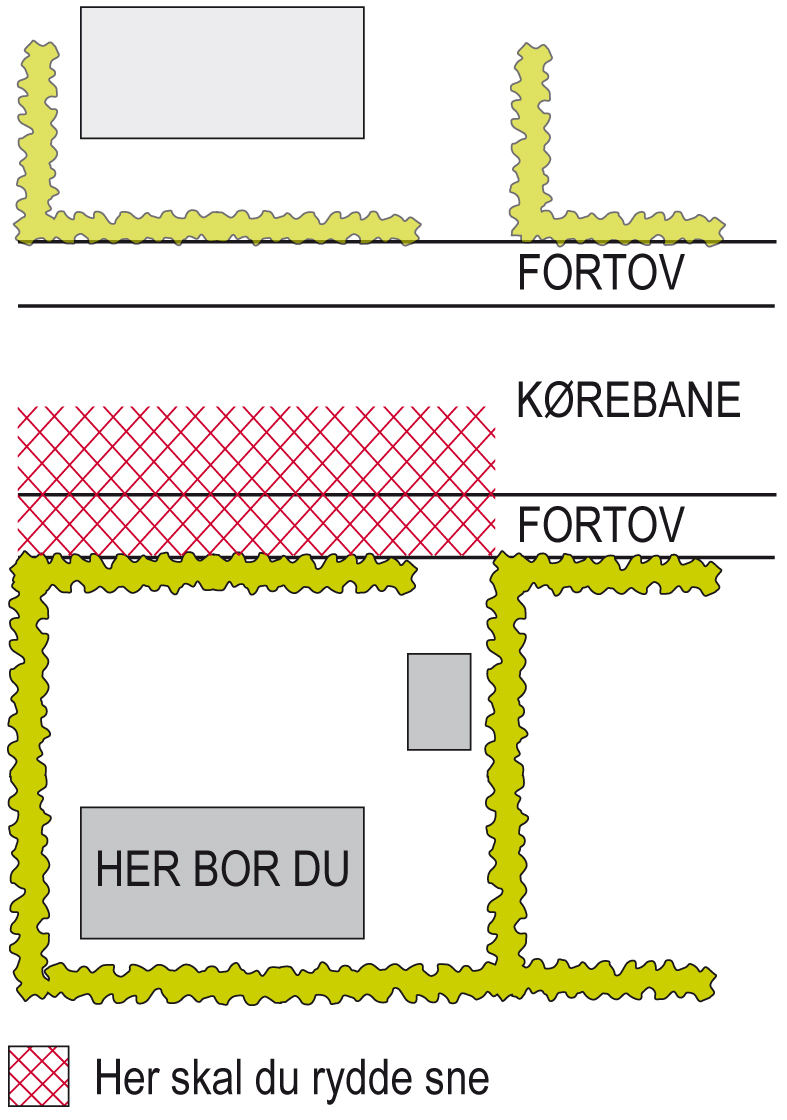 FORTOV
KØREBANE
FORTOV
HER BOR DU
Her skal du rydde sne